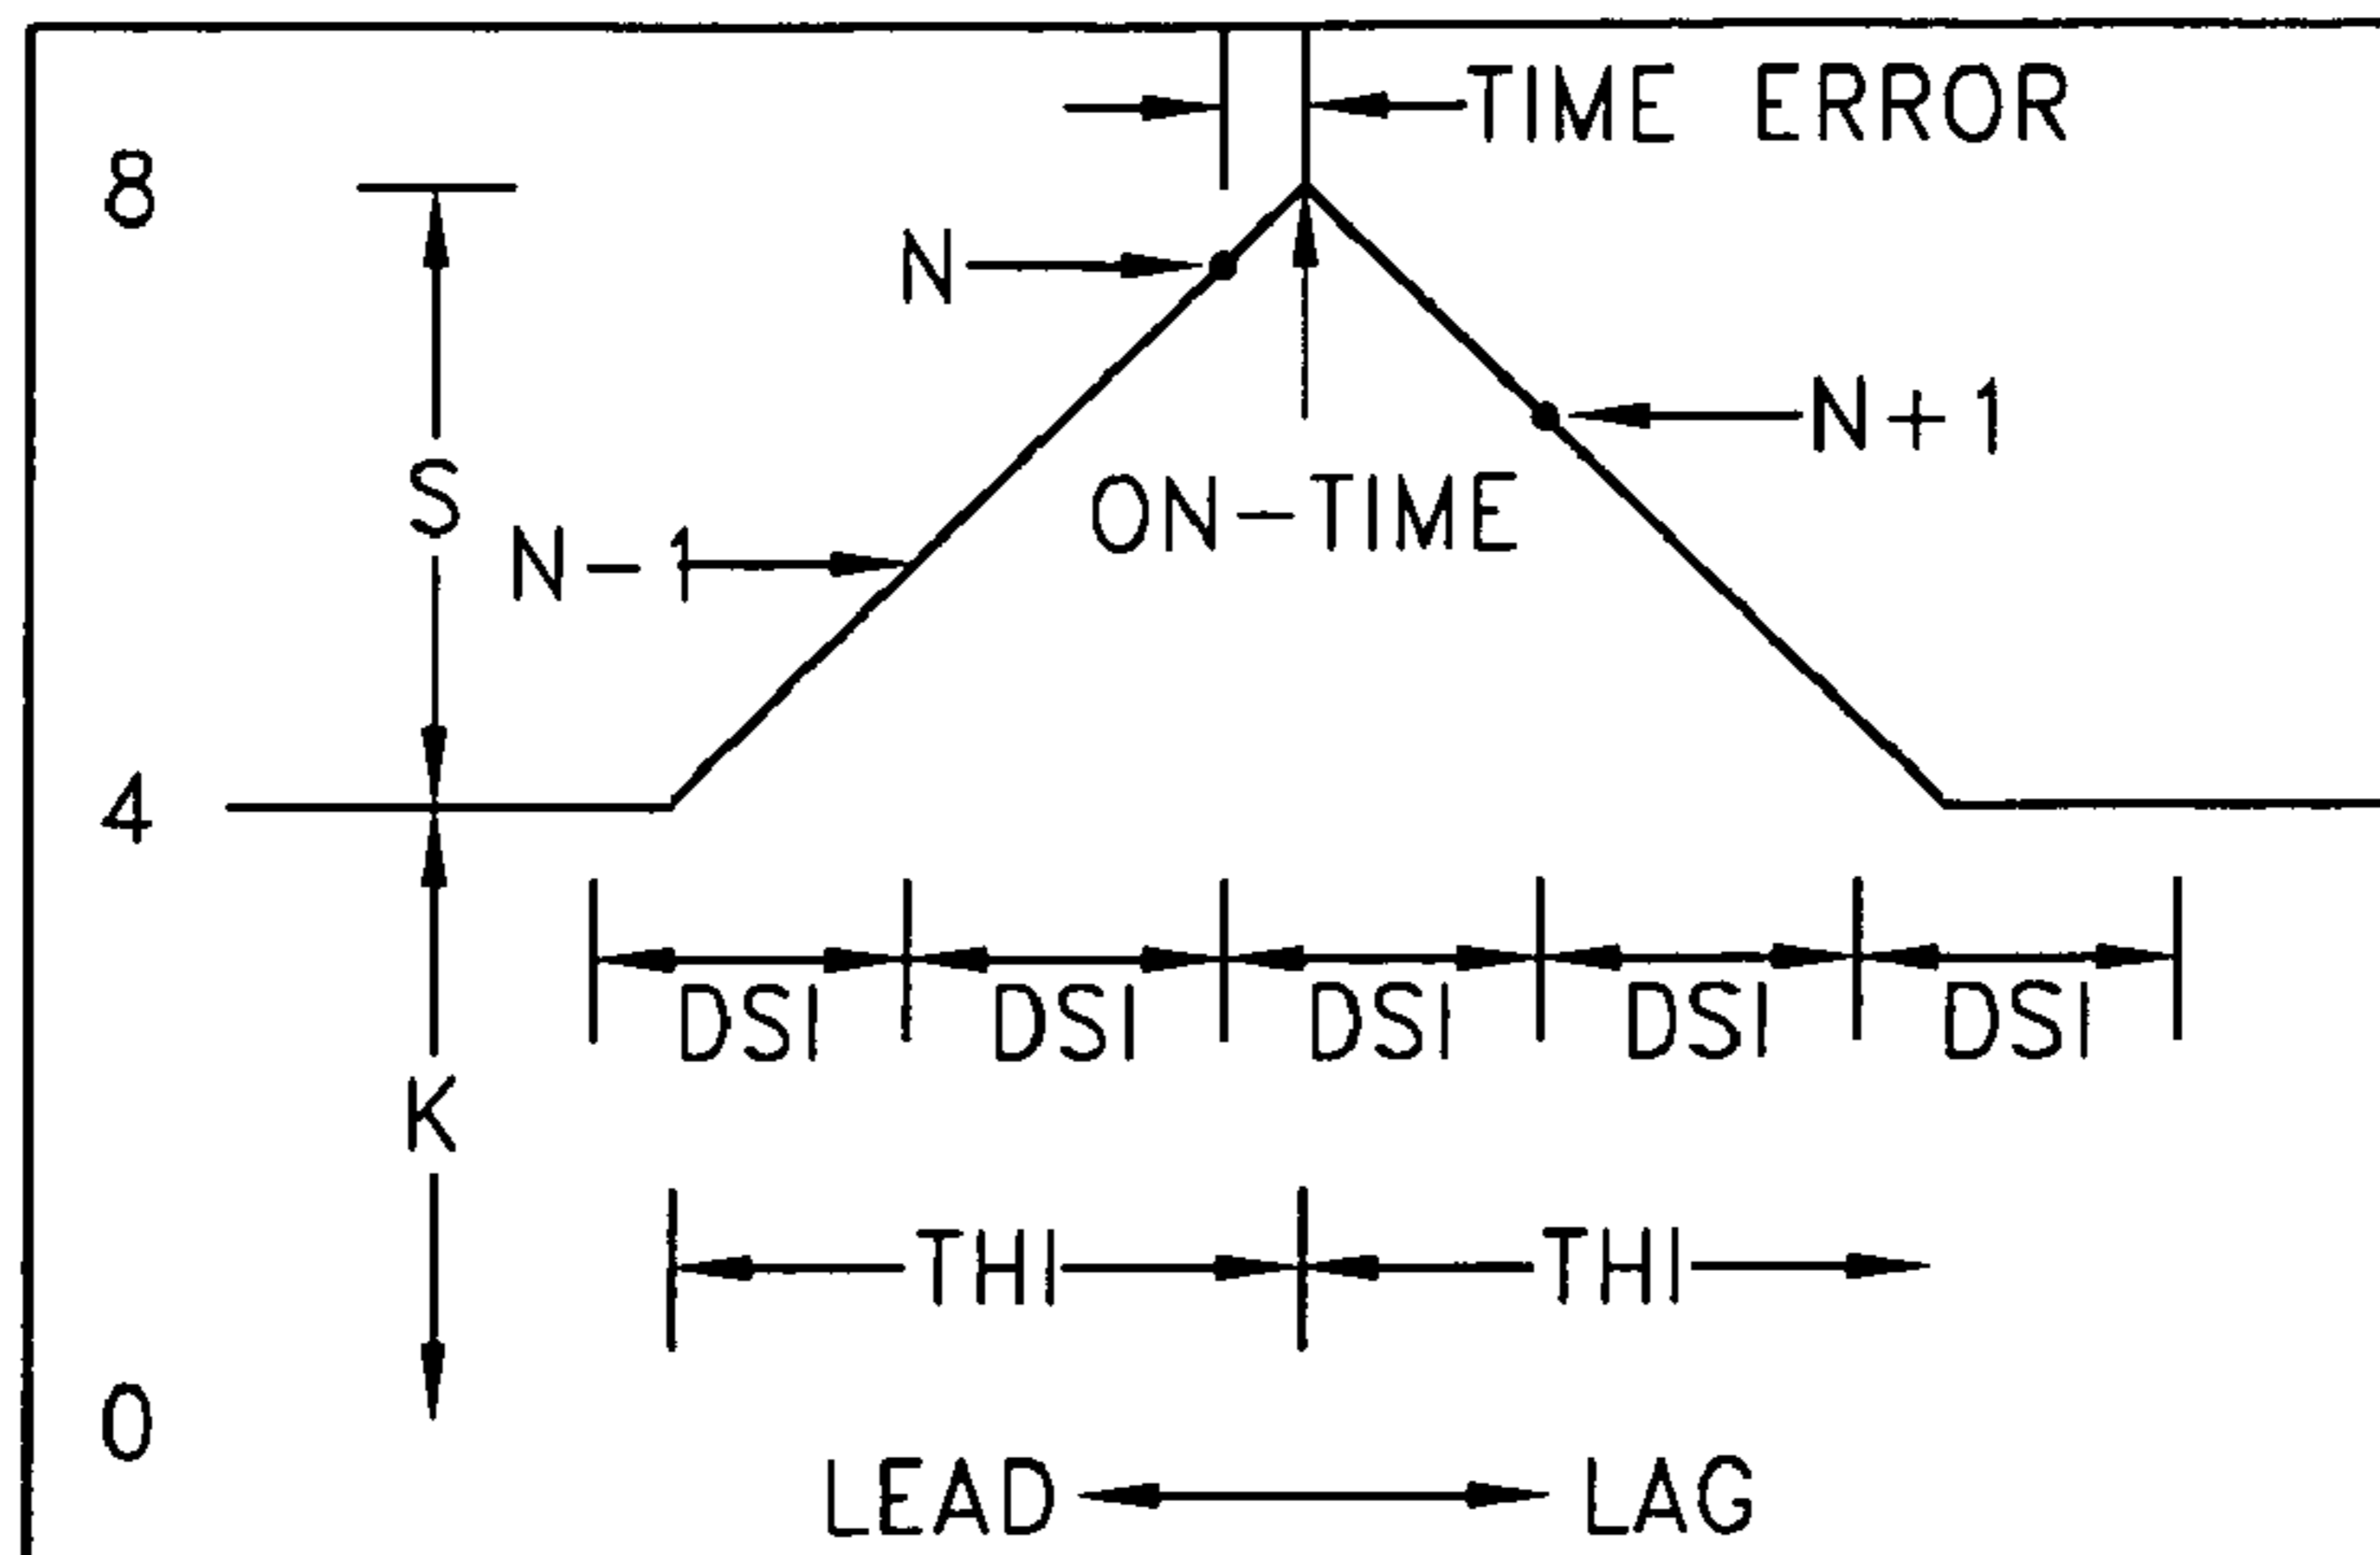 TIME ERROR
8
N
N+1
S
ON-TIME
N-1
4
DSI DSI DSI DSI DSI
K
THI THI
0
LEAD LAG